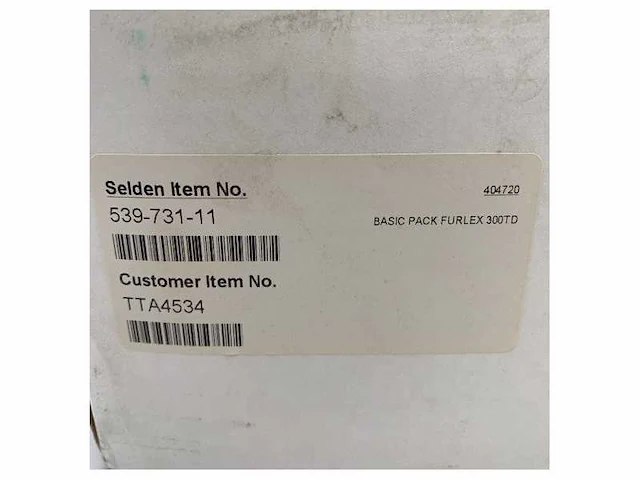 Selden Item No.
404720
539-731-11
BASIC PACK FURLEX 300TD
Customer Item No.
TTA4534